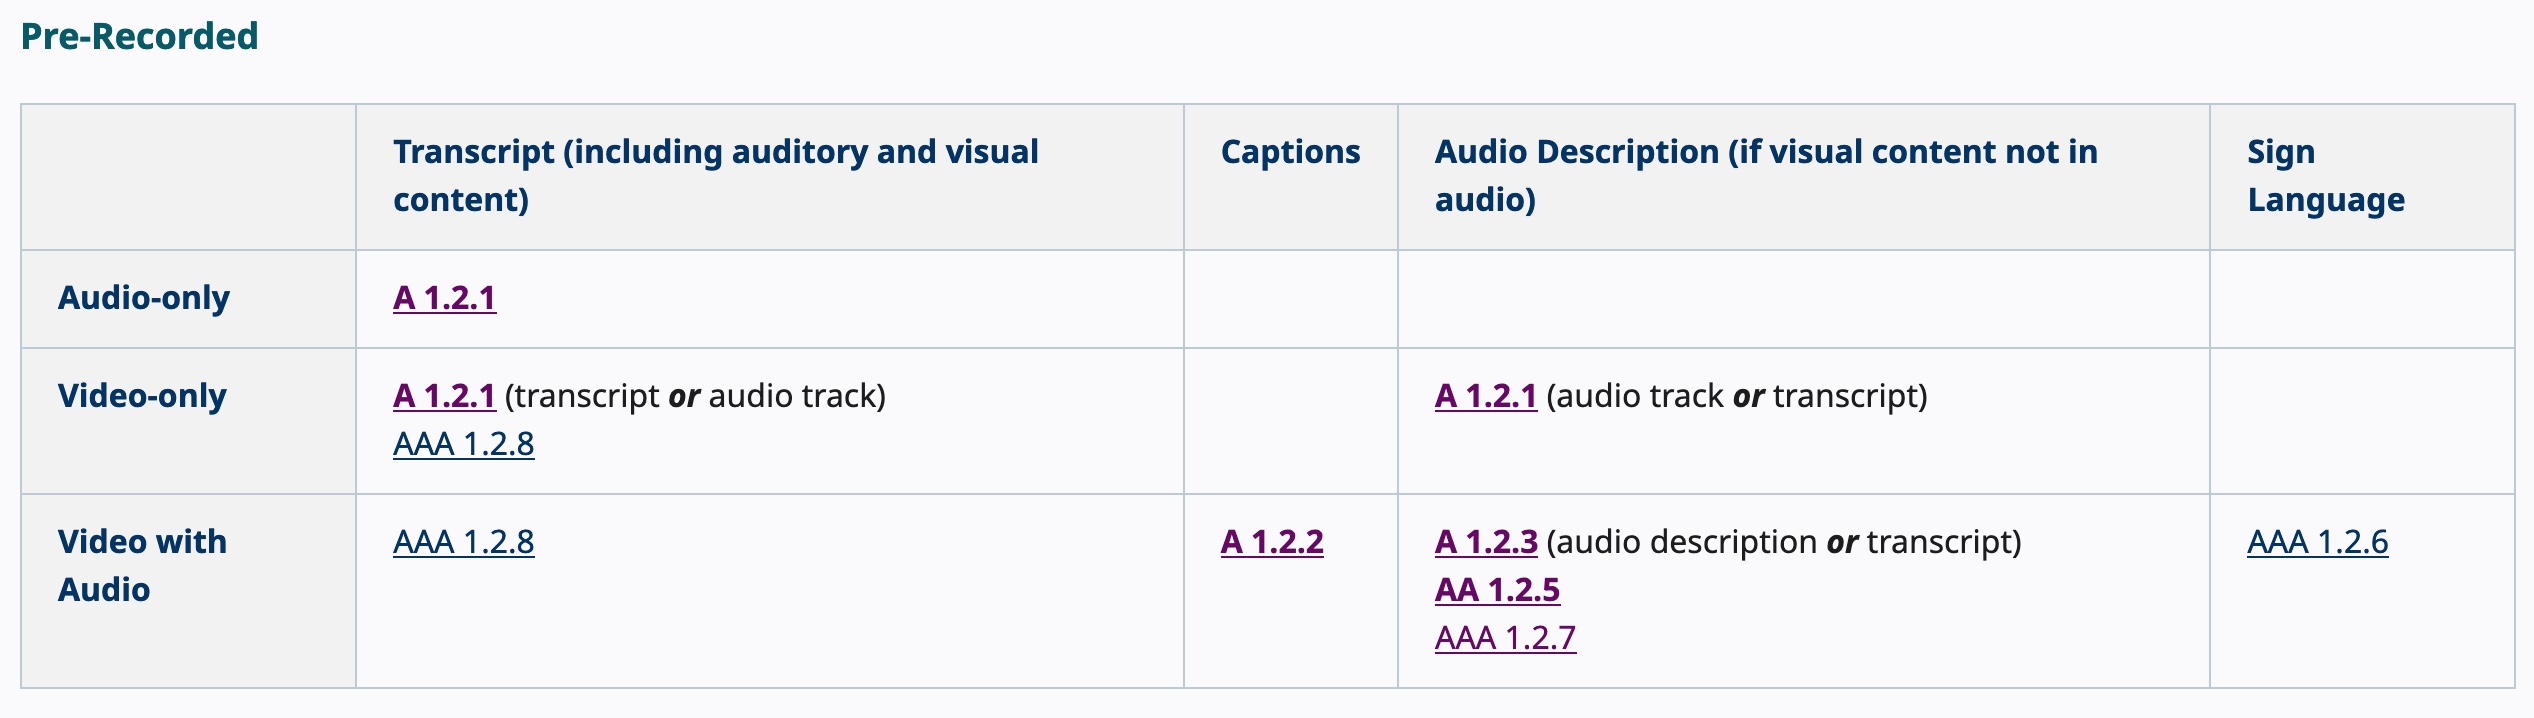 Pre-Recorded
Transcript (including auditory and visual
content)
Captions
Audio Description (if visual content not in
audio)
Sign
Language
Audio-only
A 1.2.1
Video-only
A 1.2.1 (transcript or audio track)
AAA 1.2.8
A 1.2.1 (audio track or transcript)
Video with
Audio
AAA 1.2.8
A 1.2.2
A 1.2.3 (audio description or transcript)
AA 1.2.5
AAA 1.2.7
AAA 1.2.6